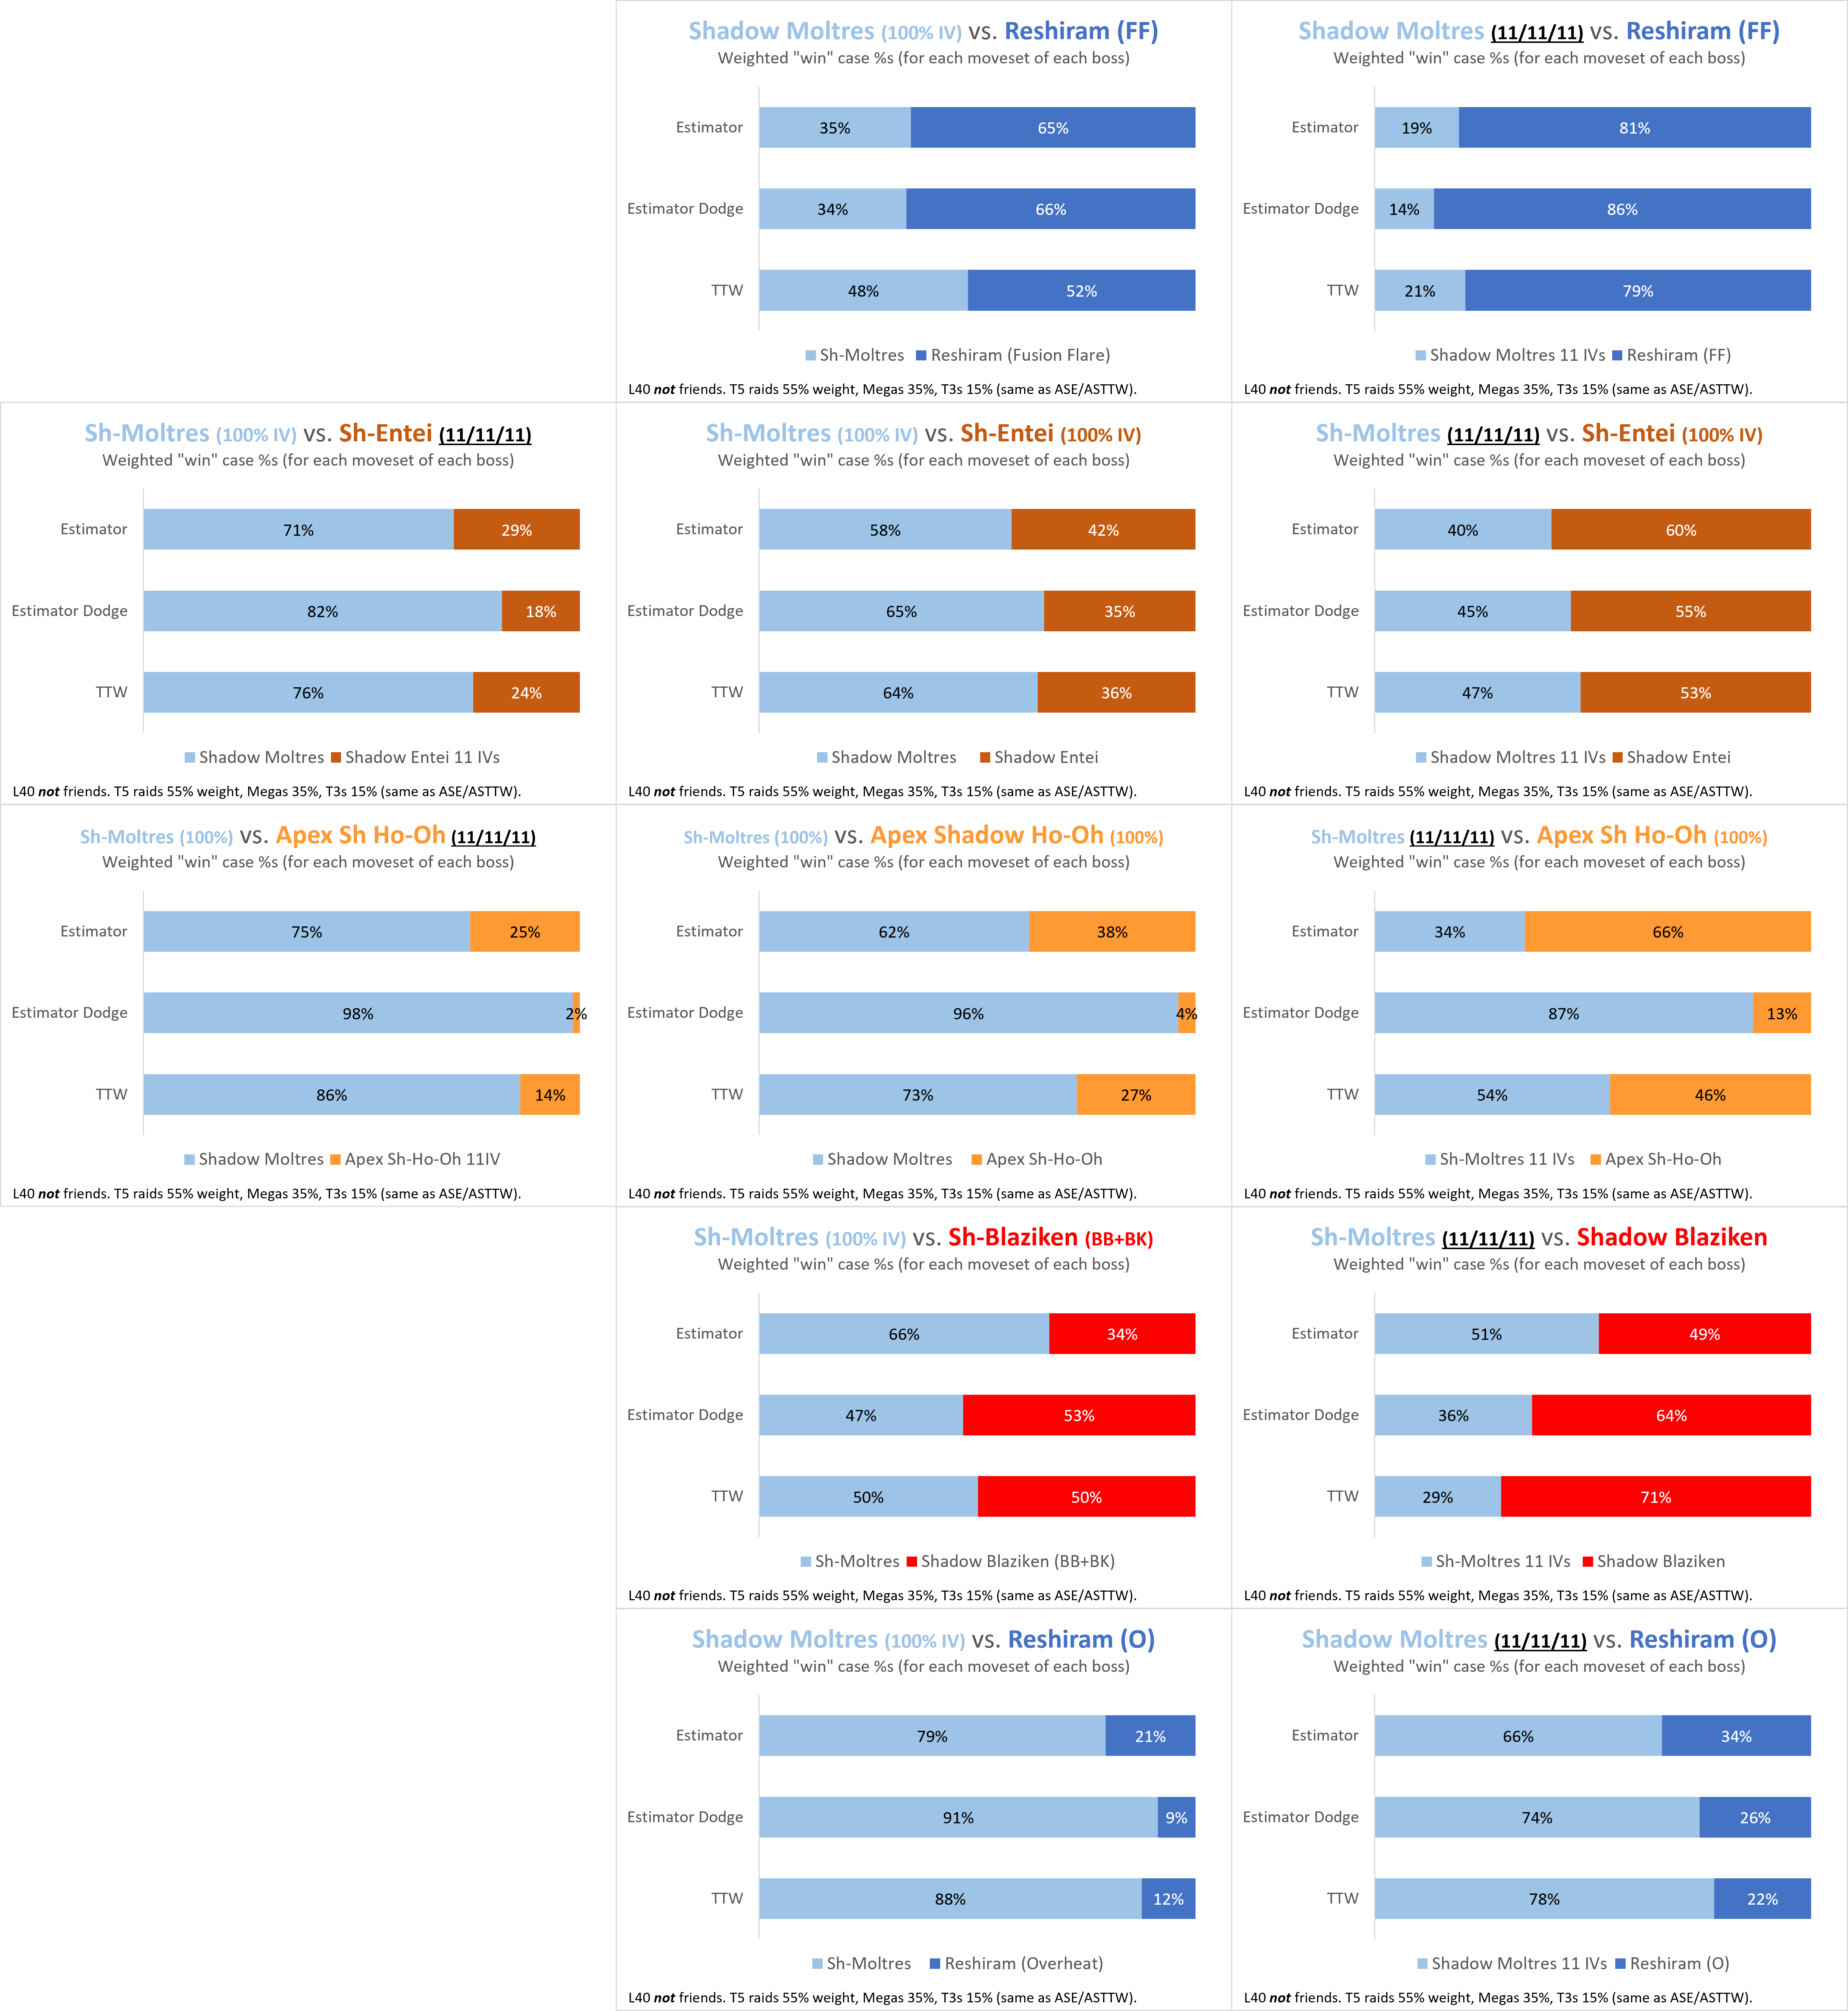 Shadow Moltres (100% IV) vs. Reshiram (FF)
Weighted "win" case %s (for each moveset of each boss)
Estimator 35% 65%
Estimator Dodge 34% 66%
TTW 48% 52%
Sh-Moltres Reshiram (Fusion Flare)
L40 not friends. T5 raids 55% weight, Megas 35%, T3s 15% (same as ASE/ASTTW).
Shadow Moltres (11/11/11) vs. Reshiram (FF)
Weighted "win" case %s (for each moveset of each boss)
Estimator 19% 81%
Estimator Dodge 14% 86%
TTW 21% 79%
Shadow Moltres 11 IVs Reshiram (FF)
L40 not friends. T5 raids 55% weight, Megas 35%, T3s 15% (same as ASE/ASTTW).
Sh-Moltres (100% IV) vs. Sh-Entei (11/11/11)
Weighted "win" case %s (for each moveset of each boss)
Estimator 71% 29%
Estimator Dodge 82% 18%
TTW 76% 24%
Shadow Moltres Shadow Entei 11 IVs
L40 not friends. T5 raids 55% weight, Megas 35%, T3s 15% (same as ASE/ASTTW).
Sh-Moltres (100% IV) vs. Sh-Entei (100% IV)
Weighted "win" case %s (for each moveset of each boss)
Estimator 58% 42%
Estimator Dodge 65% 35%
TTW 64% 36%
Shadow Moltres Shadow Entei
L40 not friends. T5 raids 55% weight, Megas 35%, T3s 15% (same as ASE/ASTTW).
Sh-Moltres (11/11/11) vs. Sh-Entei (100% IV)
Weighted "win" case %s (for each moveset of each boss)
Estimator 40% 60%
Estimator Dodge 45% 55%
TTW 47% 53%
Shadow Moltres 11 IVs Shadow Entei
L40 not friends. T5 raids 55% weight, Megas 35%, T3s 15% (same as ASE/ASTTW).
Sh-Moltres (100%) vs. Apex Sh Ho-Oh (11/11/11)
Weighted "win" case %s (for each moveset of each boss)
Estimator 75% 25%
Estimator Dodge 98% 2%
TTW 86% 14%
Shadow Moltres Apex Sh-Ho-Oh 11IV
L40 not friends. T5 raids 55% weight, Megas 35%, T3s 15% (same as ASE/ASTTW).
Sh-Moltres (100%) vs. Apex Shadow Ho-Oh (100%)
Weighted "win" case %s (for each moveset of each boss)
Estimator 62% 38%
Estimator Dodge 96% 4%
TTW 73% 27%
Shadow Moltres Apex Sh-Ho-Oh
L40 not friends. T5 raids 55% weight, Megas 35%, T3s 15% (same as ASE/ASTTW).
Sh-Moltres (11/11/11) vs. Apex Sh Ho-Oh (100%)
Weighted "win" case %s (for each moveset of each boss)
Estimator 34% 66%
Estimator Dodge 87% 13%
TTW 54% 46%
Sh-Moltres 11 IVs Apex Sh-Ho-Oh
L40 not friends. T5 raids 55% weight, Megas 35%, T3s 15% (same as ASE/ASTTW).
Sh-Moltres (100% IV) vs. Sh-Blaziken (BB+BK)
Weighted "win" case %s (for each moveset of each boss)
Estimator 66% 34%
Estimator Dodge 47% 53%
TTW 50% 50%
Sh-Moltres Shadow Blaziken (BB+BK)
L40 not friends. T5 raids 55% weight, Megas 35%, T3s 15% (same as ASE/ASTTW).
Sh-Moltres (11/11/11) vs. Shadow Blaziken
Weighted "win" case %s (for each moveset of each boss)
Estimator 51% 49%
Estimator Dodge 36% 64%
TTW 29% 71%
Sh-Moltres 11 IVs Shadow Blaziken
L40 not friends. T5 raids 55% weight, Megas 35%, T3s 15% (same as ASE/ASTTW).
Shadow Moltres (100% IV) vs. Reshiram (O)
Weighted "win" case %s (for each moveset of each boss)
Estimator 79% 21%
Estimator Dodge 91% 9%
TTW 88% 12%
Sh-Moltres Reshiram (Overheat)
L40 not friends. T5 raids 55% weight, Megas 35%, T3s 15% (same as ASE/ASTTW).
Shadow Moltres (11/11/11) vs. Reshiram (O)
Weighted "win" case %s (for each moveset of each boss)
Estimator 66% 34%
Estimator Dodge 74% 26%
TTW 78% 22%
Shadow Moltres 11 IVs Reshiram (O)
L40 not friends. T5 raids 55% weight, Megas 35%, T3s 15% (same as ASE/ASTTW).